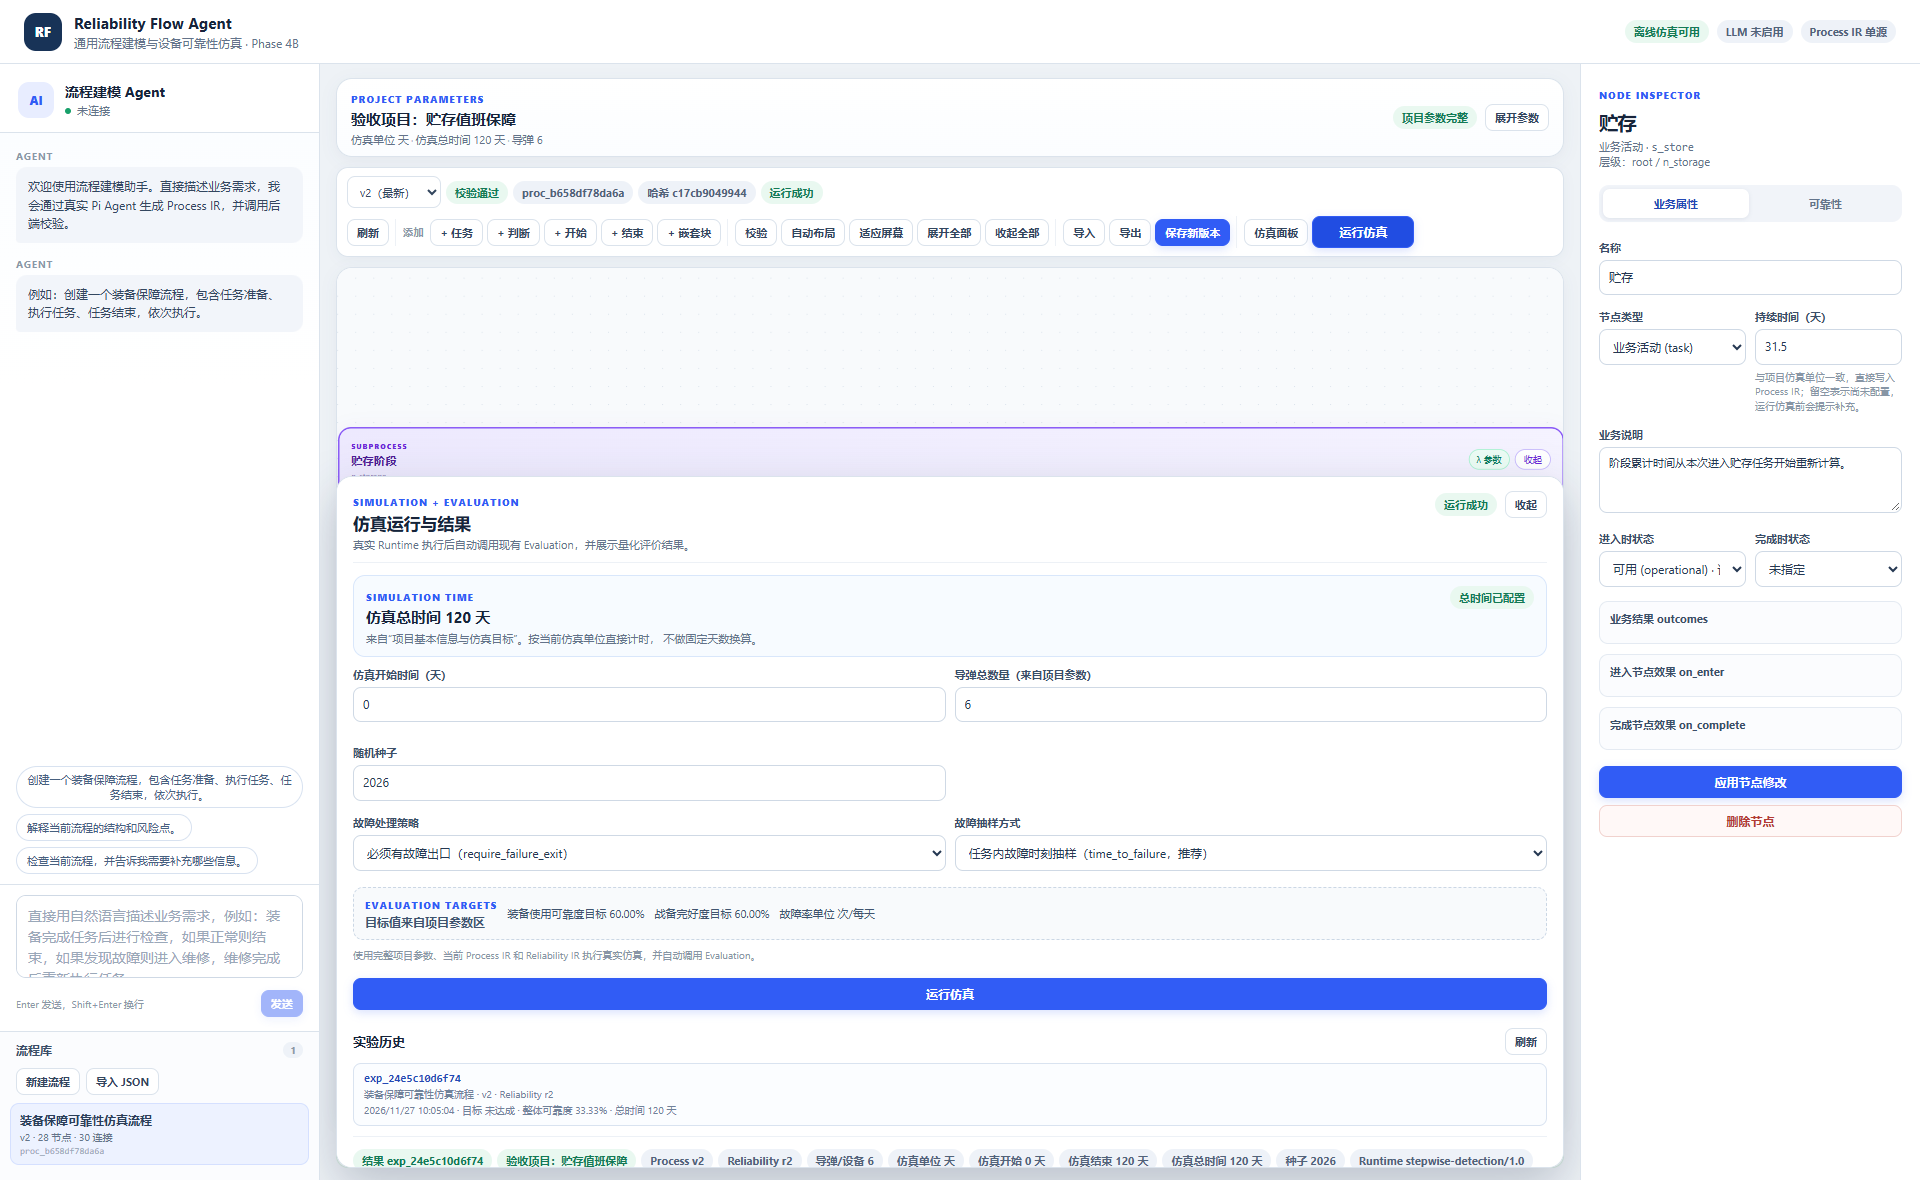 RF
Reliability Flow Agent
通用流程建模与设备可靠性仿真 · Phase 4B
离线仿真可用
LLM 未启用
Process IR 单源
AI
流程建模 Agent
未连接
AGENT
欢迎使用流程建模助手。直接描述业务需求，我
会通过真实 Pi Agent 生成 Process IR，并调用后
端校验。
AGENT
例如：创建一个装备保障流程，包含任务准备、
执行任务、任务结束，依次执行。
创建一个装备保障流程，包含任务准备、执行任务、任
务结束，依次执行。
解释当前流程的结构和风险点。
检查当前流程，并告诉我需要补充哪些信息。
直接用自然语言描述业务需求，例如：装
备完成任务后进行检查，如果正常则结
束，如果发现故障则进入维修，维修完成
后重新执行任务
Enter 发送，Shift+Enter 换行
发送
流程库
1
新建流程
导入 JSON
装备保障可靠性仿真流程
v2 · 28 节点 · 30 连接
proc_b658df78da6a
PROJECT PARAMETERS
验收项目：贮存值班保障
仿真单位 天 · 仿真总时间 120 天 · 导弹 6
项目参数完整
展开参数
v2（最新）
校验通过
proc_b658df78da6a
哈希 c17cb9049944
运行成功
刷新
添加
+ 任务
+ 判断
+ 开始
+ 结束
+ 嵌套块
校验
自动布局
适应屏幕
展开全部
收起全部
导入
导出
保存新版本
仿真面板
运行仿真
SUBPROCESS
贮存阶段
λ 参数
收起
SIMULATION + EVALUATION
仿真运行与结果
真实 Runtime 执行后自动调用现有 Evaluation，并展示量化评价结果。
运行成功
收起
SIMULATION TIME
仿真总时间 120 天
来自“项目基本信息与仿真目标”。按当前仿真单位直接计时， 不做固定天数换算。
总时间已配置
仿真开始时间（天）
0
导弹总数量（来自项目参数）
6
随机种子
2026
故障处理策略
必须有故障出口（require_failure_exit）
故障抽样方式
任务内故障时刻抽样（time_to_failure，推荐）
EVALUATION TARGETS
目标值来自项目参数区
装备使用可靠度目标 60.00%
战备完好度目标 60.00%
故障率单位 次/每天
使用完整项目参数、当前 Process IR 和 Reliability IR 执行真实仿真，并自动调用 Evaluation。
运行仿真
实验历史
刷新
exp_24e5c10d6f74
装备保障可靠性仿真流程 · v2 · Reliability r2
2026/11/27 10:05:04 · 目标 未达成 · 整体可靠度 33.33% · 总时间 120 天
结果 exp_24e5c10d6f74
验收项目：贮存值班保障
Process v2
Reliability r2
导弹/设备 6
仿真单位 天
仿真开始 0 天
仿真结束 120 天
仿真总时间 120 天
种子 2026
Runtime stepwise-detection/1.0
NODE INSPECTOR
贮存
业务活动 · s_store
层级：root / n_storage
业务属性
可靠性
名称
贮存
节点类型
业务活动 (task)
持续时间（天）
31.5
与项目仿真单位一致，直接写入
Process IR；留空表示尚未配置，
运行仿真前会提示补充。
业务说明
阶段累计时间从本次进入贮存任务开始重新计算。
进入时状态
可用 (operational) ·
完成时状态
未指定
业务结果 outcomes
进入节点效果 on_enter
完成节点效果 on_complete
应用节点修改
删除节点